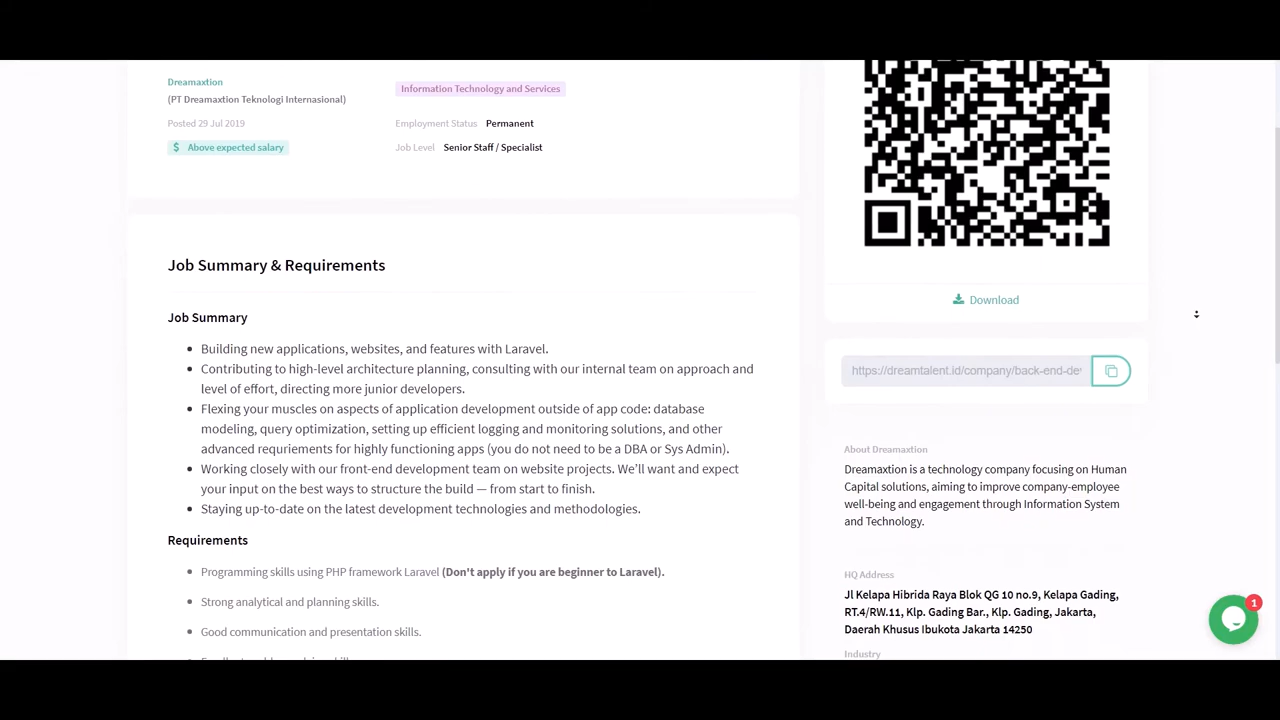 Dreamaxtion
(PT Dreamaxtion Teknologi Internasional)
Posted 29 Jul 2019
$ Above expected salary
Information Technology and Services
Employment Status Permanent
Job Level Senior Staff / Specialist
Job Summary & Requirements
Job Summary
• Building new applications, websites, and features with Laravel.
• Contributing to high-level architecture planning, consulting with our internal team on approach and
level of effort, directing more junior developers.
• Flexing your muscles on aspects of application development outside of app code: database
modeling, query optimization, setting up efficient logging and monitoring solutions, and other
advanced requriements for highly functioning apps (you do not need to be a DBA or Sys Admin).
• Working closely with our front-end development team on website projects. We’ll want and expect
your input on the best ways to structure the build — from start to finish.
• Staying up-to-date on the latest development technologies and methodologies.
Requirements
• Programming skills using PHP framework Laravel (Don't apply if you are beginner to Laravel).
• Strong analytical and planning skills.
• Good communication and presentation skills.
Download
https://dreamtalent.id/company/back-end-de
About Dreamaxtion
Dreamaxtion is a technology company focusing on Human
Capital solutions, aiming to improve company-employee
well-being and engagement through Information System
and Technology.
HQ Address
Jl Kelapa Hibrida Raya Blok QG 10 no.9, Kelapa Gading,
RT.4/RW.11, Klp. Gading Bar., Klp. Gading, Jakarta,
Daerah Khusus Ibukota Jakarta 14250
Industry
1